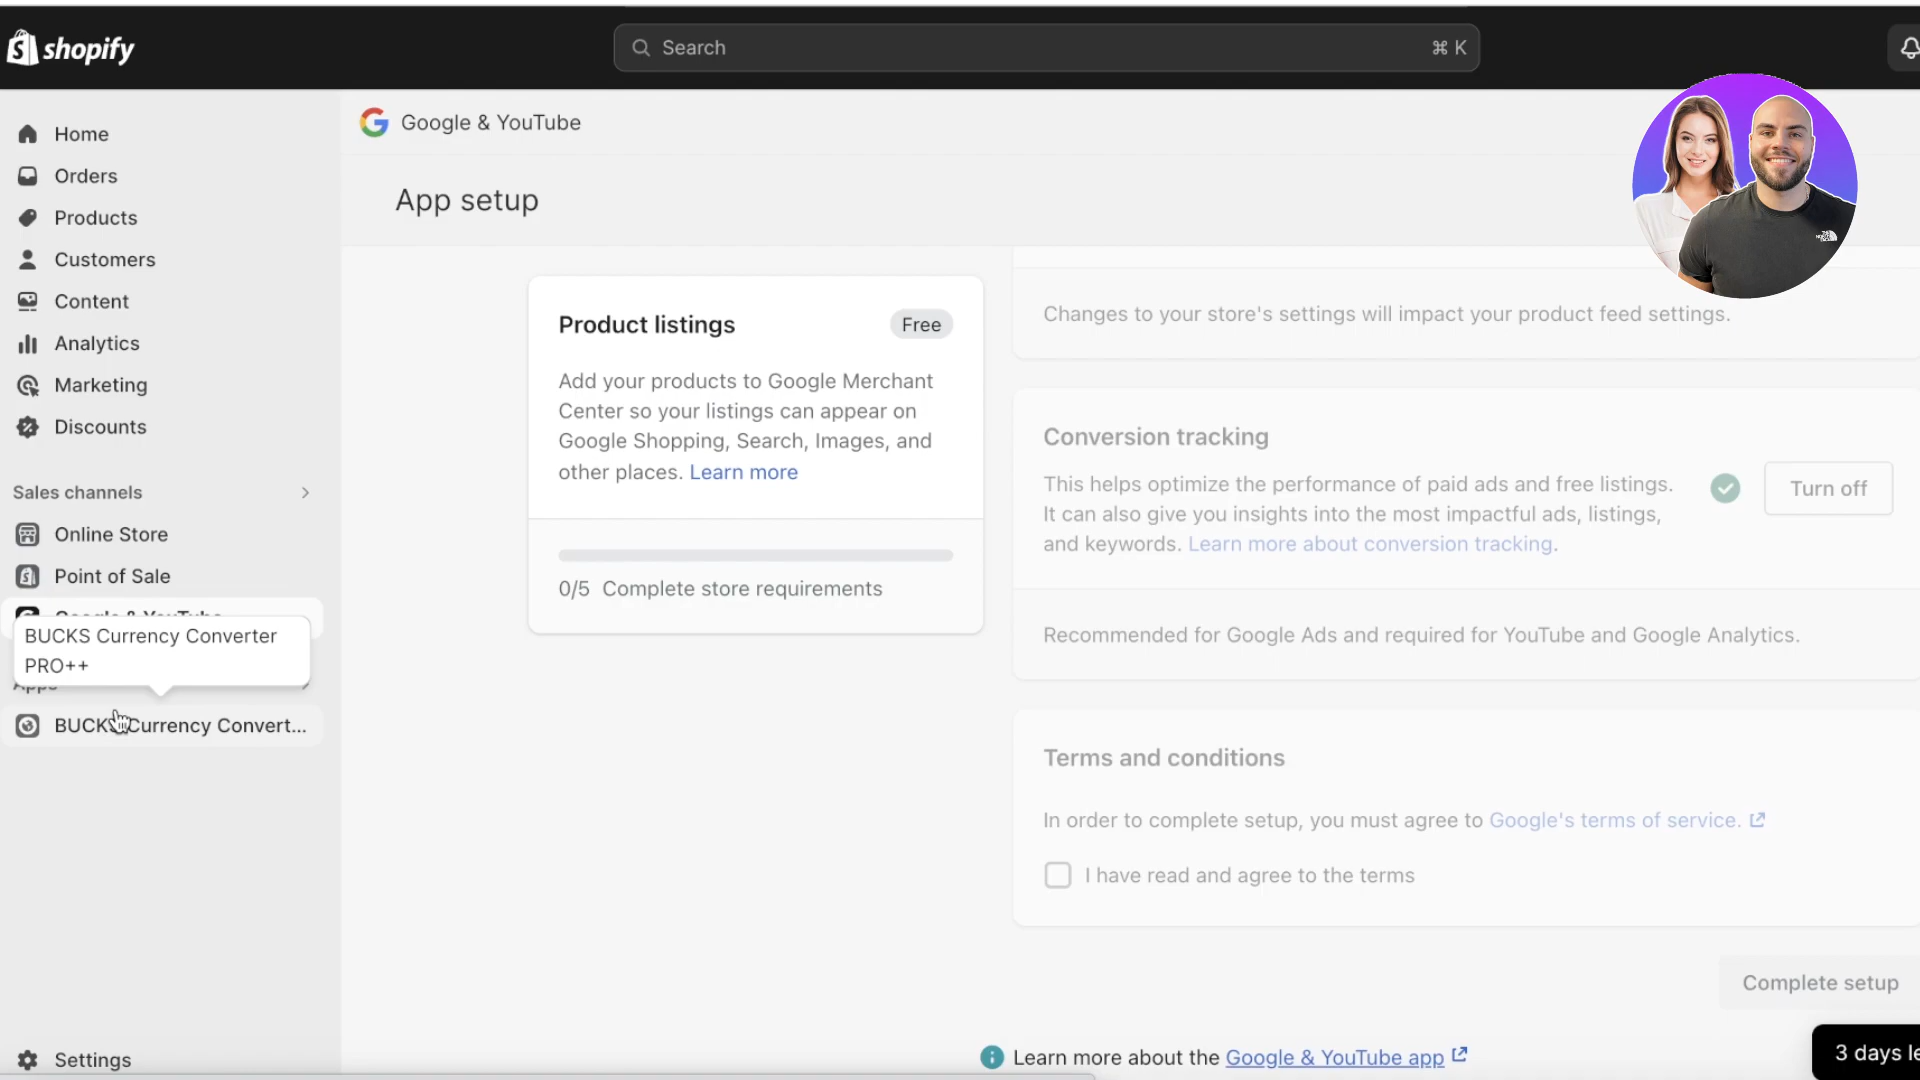 shopify
Search
⌘ K
Home
Orders
Products
Customers
Content
Analytics
Marketing
Discounts
Sales channels
Online Store
Point of Sale
Google & YouTube
BUCKS Currency Converter
PRO++
Apps
BUCKS Currency Convert...
Settings
Google & YouTube
App setup
Product listings
Free
Add your products to Google Merchant
Center so your listings can appear on
Google Shopping, Search, Images, and
other places. Learn more
0/5 Complete store requirements
Changes to your store's settings will impact your product feed settings.
Conversion tracking
This helps optimize the performance of paid ads and free listings.
It can also give you insights into the most impactful ads, listings,
and keywords. Learn more about conversion tracking.
Turn off
Recommended for Google Ads and required for YouTube and Google Analytics.
Terms and conditions
In order to complete setup, you must agree to Google's terms of service.
I have read and agree to the terms
Complete setup
Learn more about the Google & YouTube app
3 days le